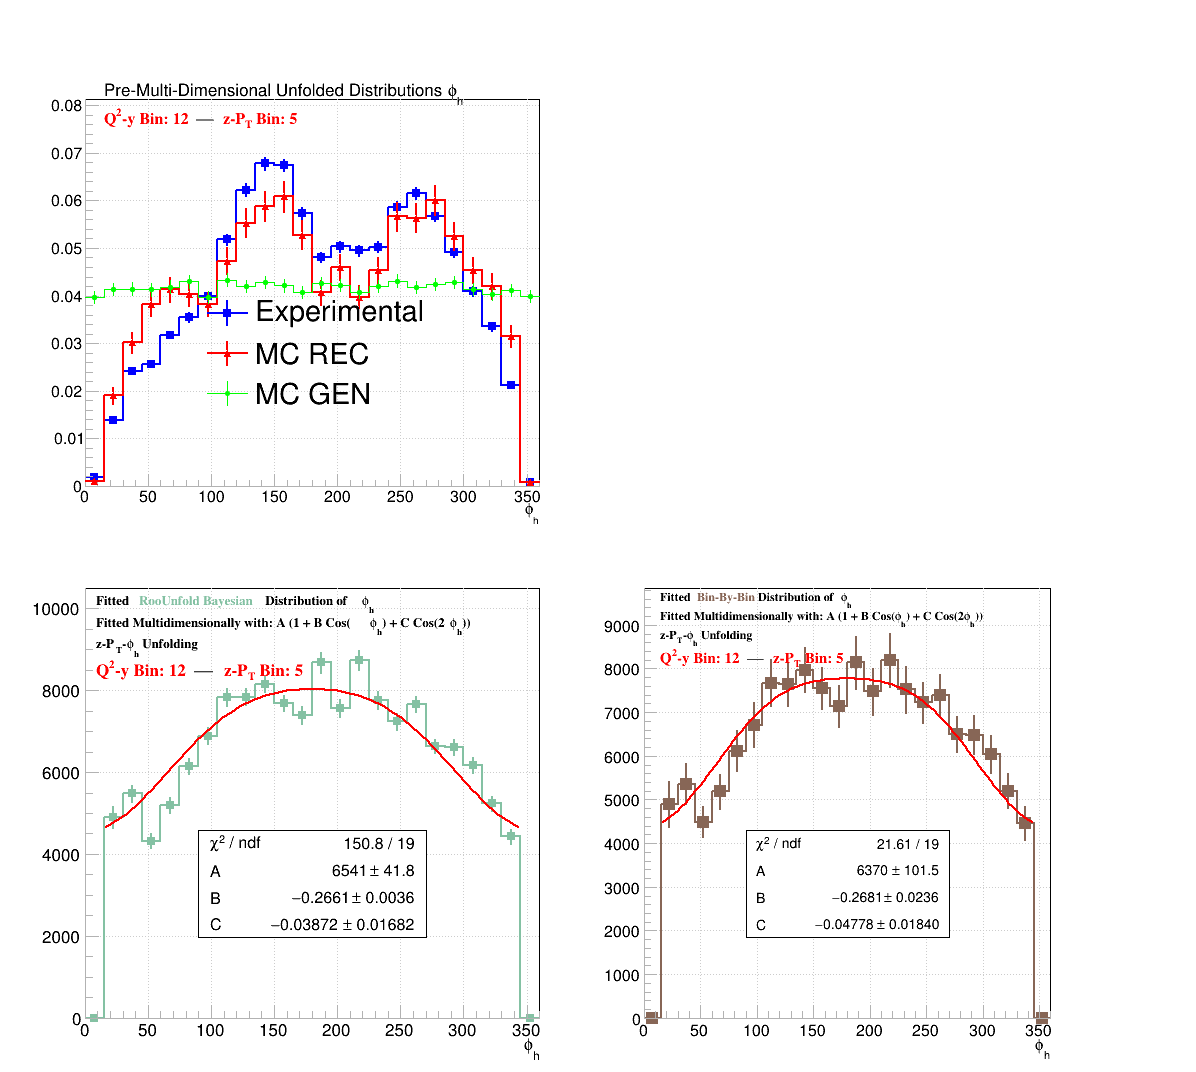 Pre-Multi-Dimensional Unfolded Distributions ϕh
Q²-y Bin: 12 — z-PT Bin: 5
0.08
0.07
0.06
0.05
0.04
0.03
0.02
0.01
0
Experimental
MC REC
MC GEN
0 50 100 150 200 250 300 350
ϕh
Fitted RooUnfold Bayesian Distribution of ϕh
Fitted Multidimensionally with: A (1 + B Cos( ϕh) + C Cos(2 ϕh))
z-PT-ϕh Unfolding
Q²-y Bin: 12 — z-PT Bin: 5
10000
8000
6000
4000
2000
0
χ² / ndf 150.8 / 19
A 6541 ± 41.8
B −0.2661 ± 0.0036
C −0.03872 ± 0.01682
0 50 100 150 200 250 300 350
ϕh
Fitted Bin-By-Bin Distribution of ϕh
Fitted Multidimensionally with: A (1 + B Cos(ϕh) + C Cos(2ϕh))
z-PT-ϕh Unfolding
Q²-y Bin: 12 — z-PT Bin: 5
9000
8000
7000
6000
5000
4000
3000
2000
1000
0
χ² / ndf 21.61 / 19
A 6370 ± 101.5
B −0.2681 ± 0.0236
C −0.04778 ± 0.01840
0 50 100 150 200 250 300 350
ϕh